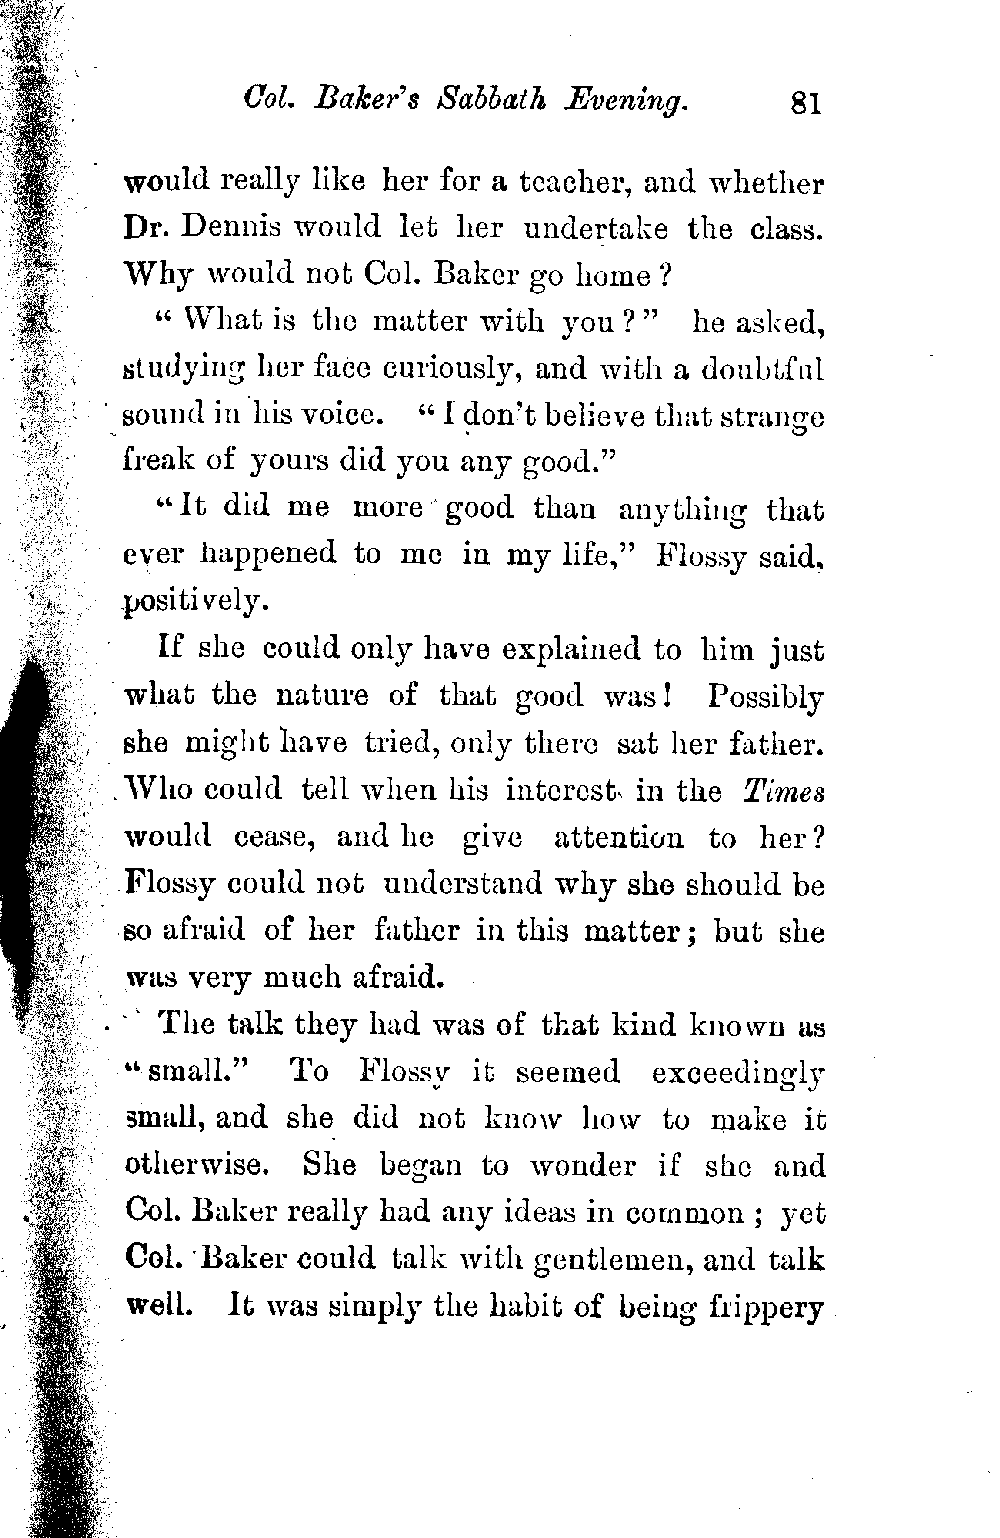 Col. Baker's Sabbath Evening. 81
would really like her for a teacher, and whether
Dr. Dennis would let her undertake the class.
Why would not Col. Baker go home?
"What is the matter with you?" he asked,
studying her face curiously, and with a doubtful
sound in his voice. "I don't believe that strange
freak of yours did you any good."
"It did me more good than anything that
ever happened to me in my life," Flossy said,
positively.
If she could only have explained to him just
what the nature of that good was! Possibly
she might have tried, only there sat her father.
Who could tell when his interest in the Times
would cease, and he give attention to her?
Flossy could not understand why she should be
so afraid of her father in this matter; but she
was very much afraid.
The talk they had was of that kind known as
"small." To Flossy it seemed exceedingly
small, and she did not know how to make it
otherwise. She began to wonder if she and
Col. Baker really had any ideas in common; yet
Col. Baker could talk with gentlemen, and talk
well. It was simply the habit of being frippery